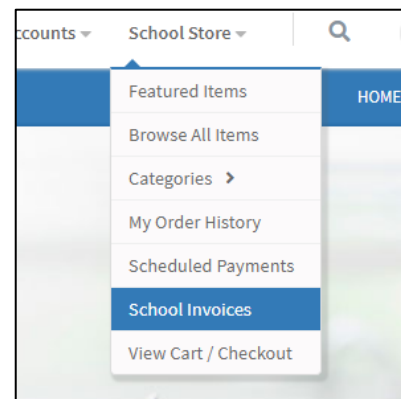 ccounts School Store
Featured Items
HOME
Browse All Items
Categories
My Order History
Scheduled Payments
School Invoices
View Cart / Checkout